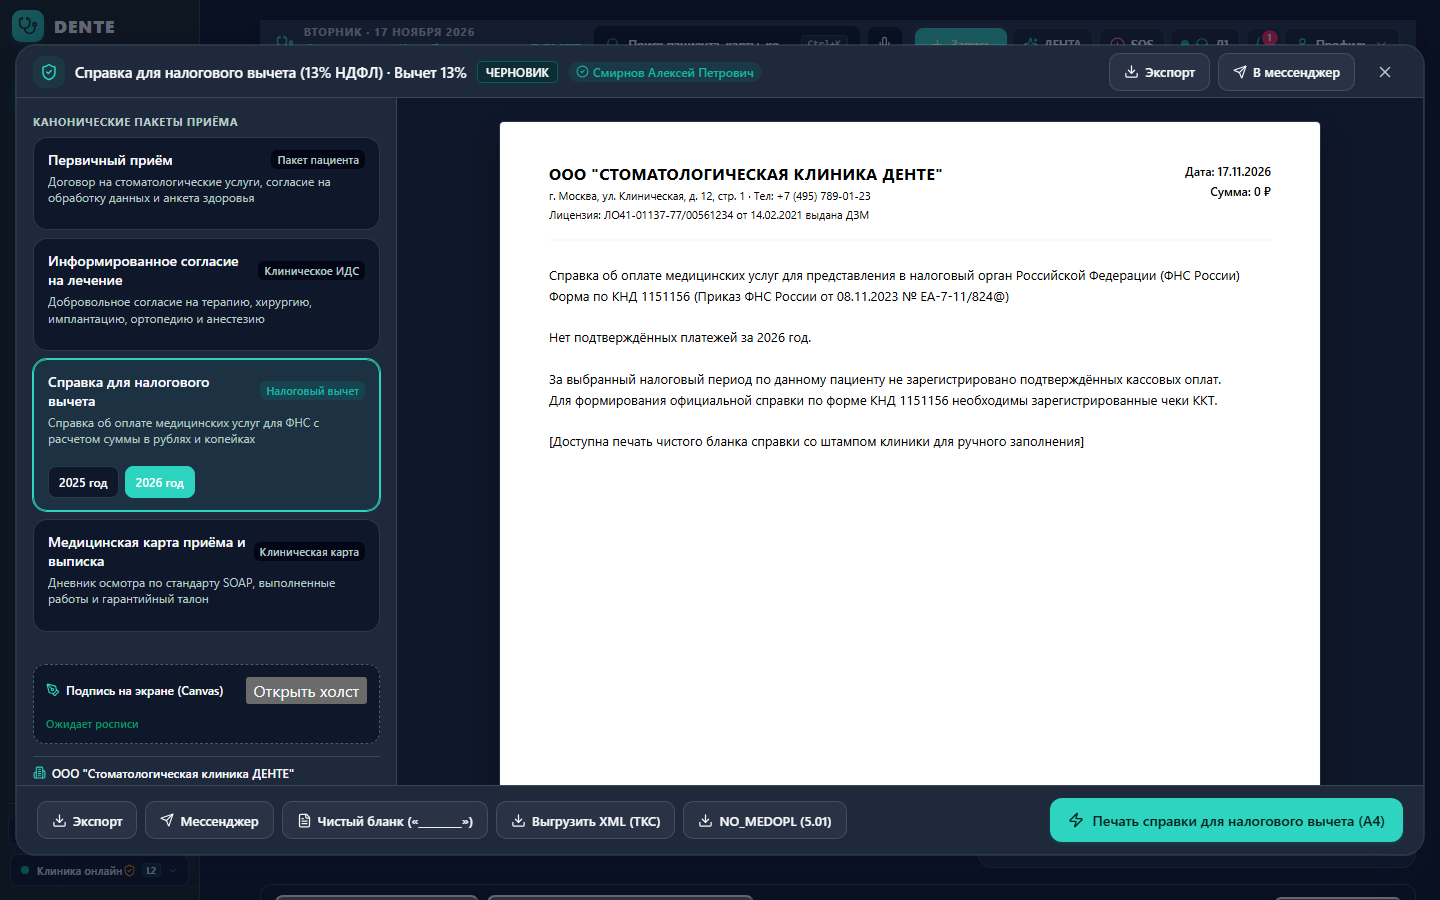 DENTE
ВТОРНИК · 17 НОЯБРЯ 2026
Ctrl+K
1
Справка для налогового вычета (13% НДФЛ) · Вычет 13%
ЧЕРНОВИК
Смирнов Алексей Петрович
Экспорт
В мессенджер
КАНОНИЧЕСКИЕ ПАКЕТЫ ПРИЁМА
Первичный приём
Пакет пациента
Договор на стоматологические услуги, согласие на
обработку данных и анкета здоровья
Информированное согласие
на лечение
Клиническое ИДС
Добровольное согласие на терапию, хирургию,
имплантацию, ортопедию и анестезию
Справка для налогового
вычета
Налоговый вычет
Справка об оплате медицинских услуг для ФНС с
расчетом суммы в рублях и копейках
2025 год
2026 год
Медицинская карта приёма и
выписка
Клиническая карта
Дневник осмотра по стандарту SOAP, выполненные
работы и гарантийный талон
Подпись на экране (Canvas)
Открыть холст
Ожидает росписи
ООО "Стоматологическая клиника ДЕНТЕ"
ООО "СТОМАТОЛОГИЧЕСКАЯ КЛИНИКА ДЕНТЕ"
г. Москва, ул. Клиническая, д. 12, стр. 1 · Тел: +7 (495) 789-01-23
Лицензия: ЛО41-01137-77/00561234 от 14.02.2021 выдана ДЗМ
Дата: 17.11.2026
Сумма: 0 ₽
Справка об оплате медицинских услуг для представления в налоговый орган Российской Федерации (ФНС России)
Форма по КНД 1151156 (Приказ ФНС России от 08.11.2023 № ЕА-7-11/824@)
Нет подтверждённых платежей за 2026 год.
За выбранный налоговый период по данному пациенту не зарегистрировано подтверждённых кассовых оплат.
Для формирования официальной справки по форме КНД 1151156 необходимы зарегистрированные чеки ККТ.
[Доступна печать чистого бланка справки со штампом клиники для ручного заполнения]
Экспорт
Мессенджер
Чистый бланк («_______»)
Выгрузить XML (ТКС)
NO_MEDOPL (5.01)
Печать справки для налогового вычета (А4)
Клиника онлайн
L2